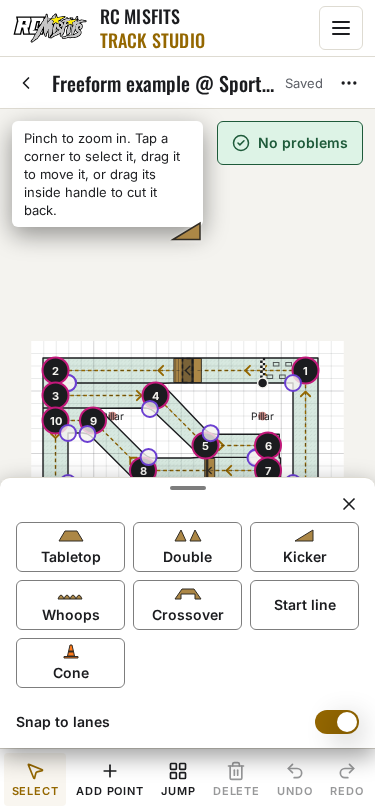 RC MISFITS
RC MISFITS
TRACK STUDIO
Freeform example @ Sport...
Saved
Pinch to zoom in. Tap a
corner to select it, drag it
to move it, or drag its
inside handle to cut it
back.
No problems
2
1
3
4
10
9
llar
Pillar
5
6
8
7
Tabletop
Double
Kicker
Whoops
Crossover
Start line
Cone
Snap to lanes
SELECT
ADD POINT
JUMP
DELETE
UNDO
REDO